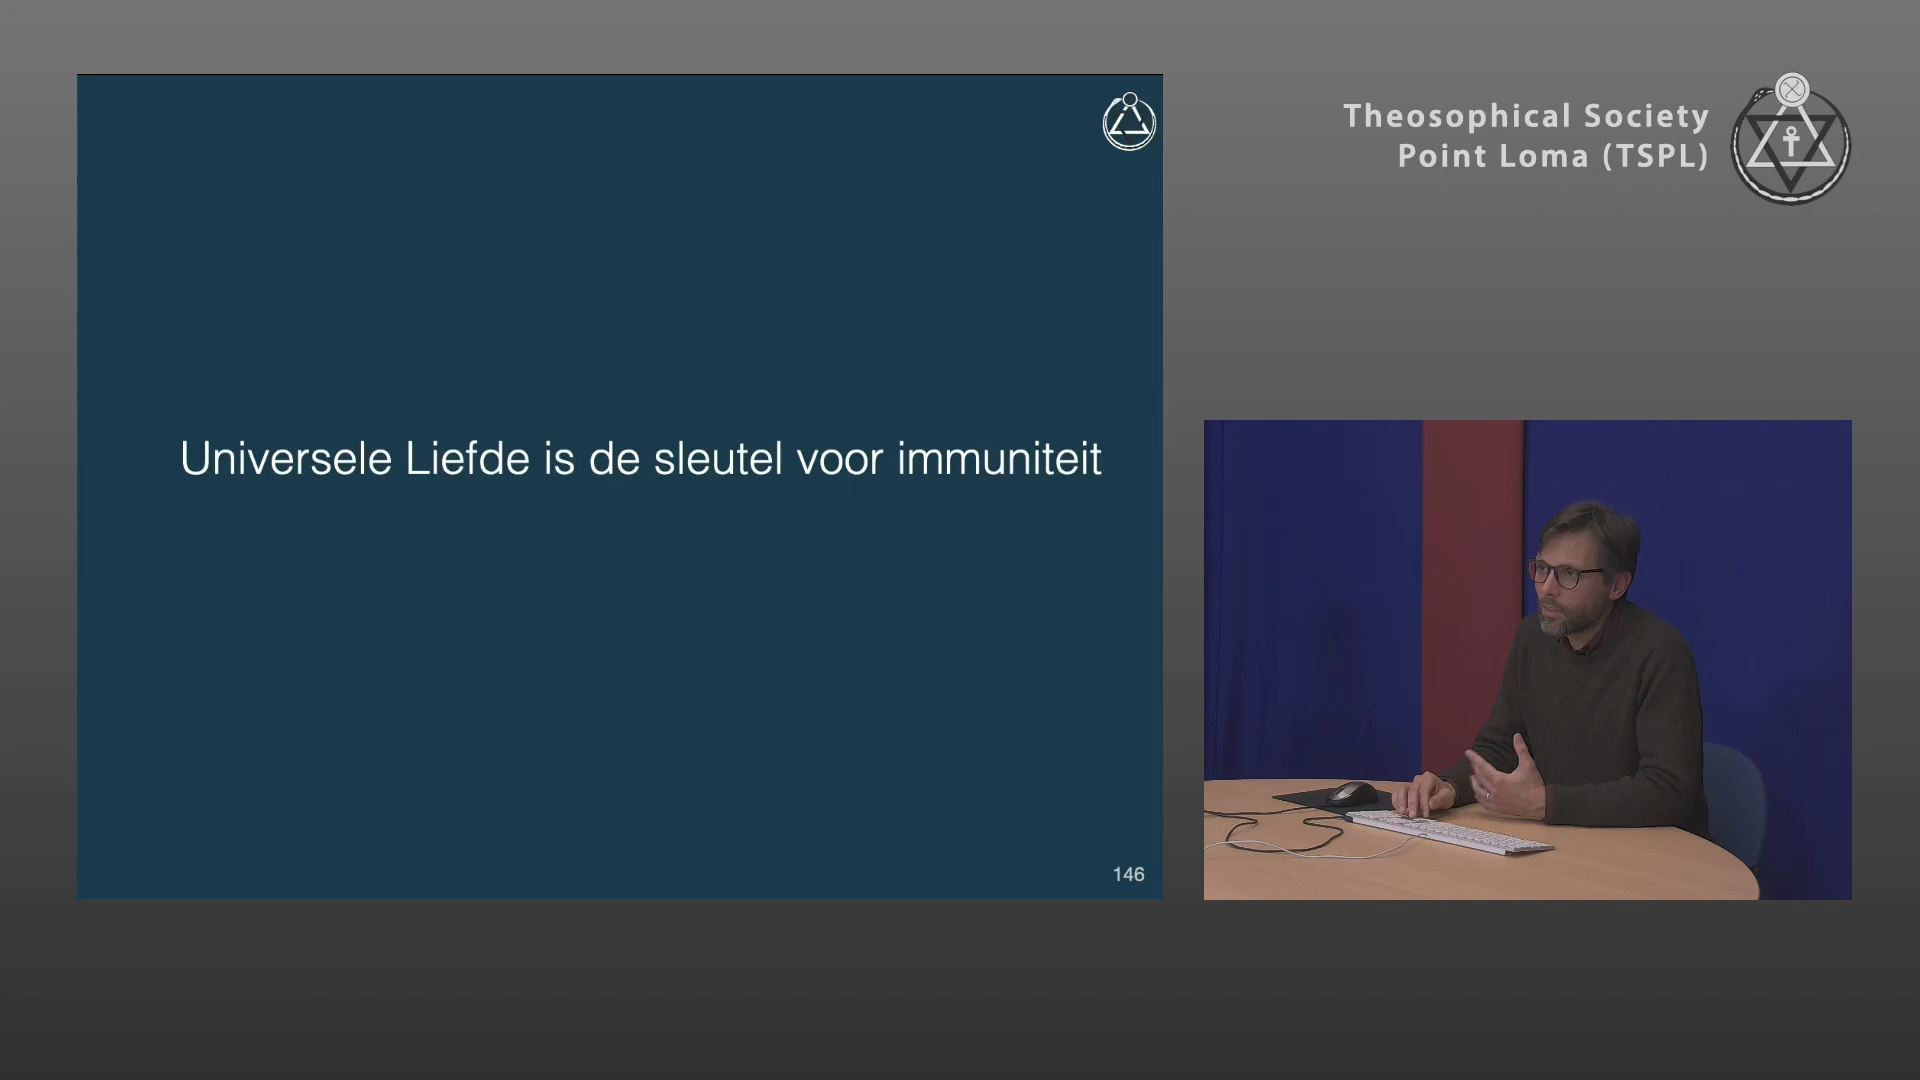 Theosophical Society
Point Loma (TSPL)
Universele Liefde is de sleutel voor immuniteit
146